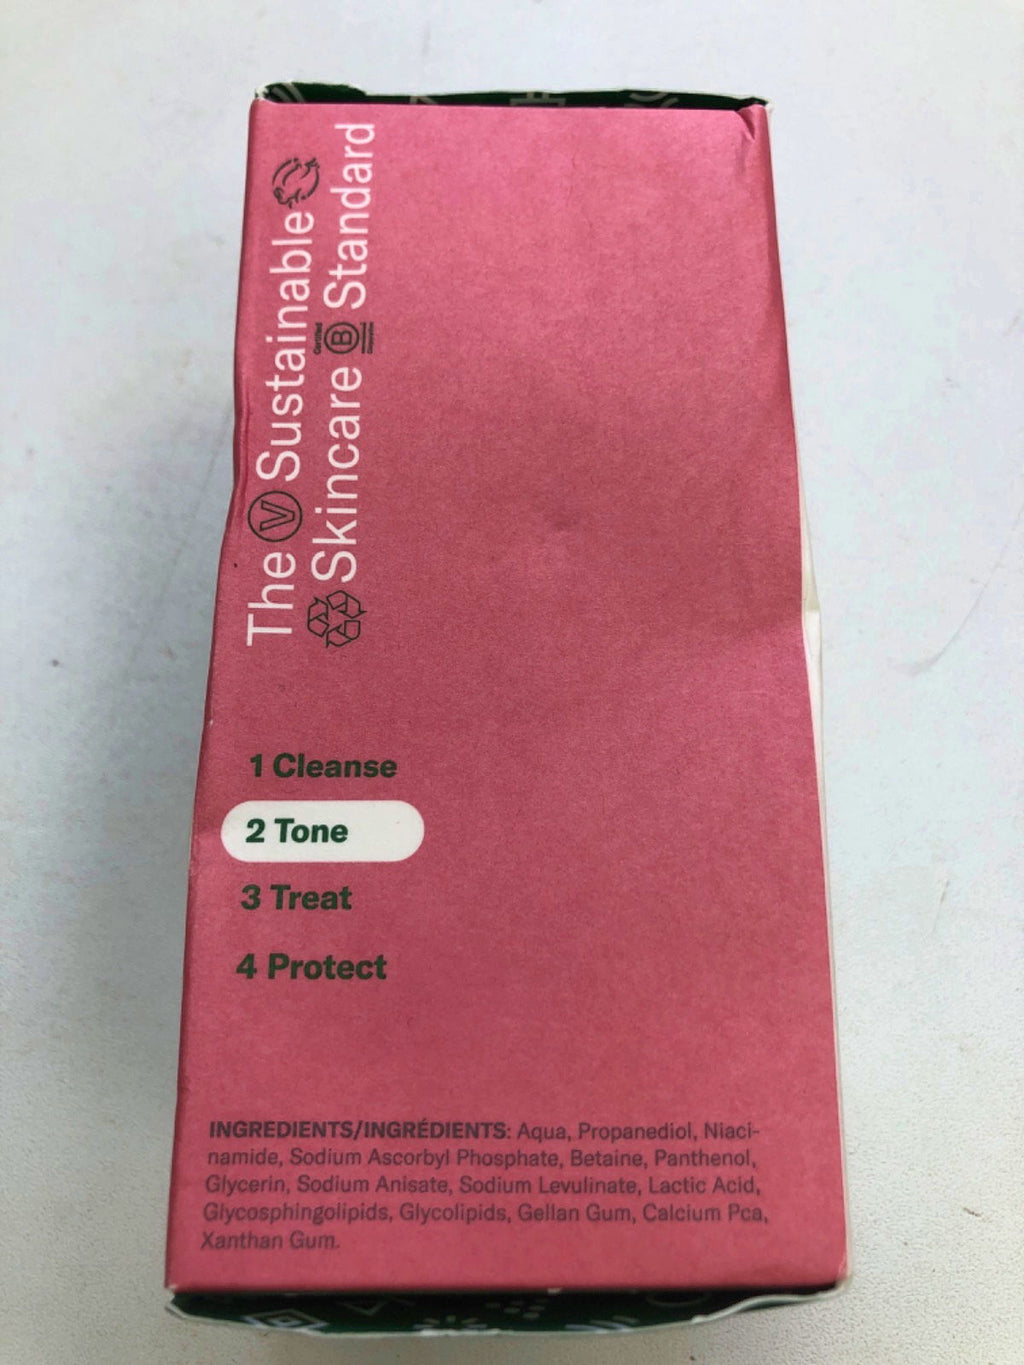 The V Sustainable
Skincare Certified B Corporation Standard
1 Cleanse
2 Tone
3 Treat
4 Protect
INGREDIENTS/INGRÉDIENTS: Aqua, Propanediol, Niaci-
namide, Sodium Ascorbyl Phosphate, Betaine, Panthenol,
Glycerin, Sodium Anisate, Sodium Levulinate, Lactic Acid,
Glycosphingolipids, Glycolipids, Gellan Gum, Calcium Pca,
Xanthan Gum.